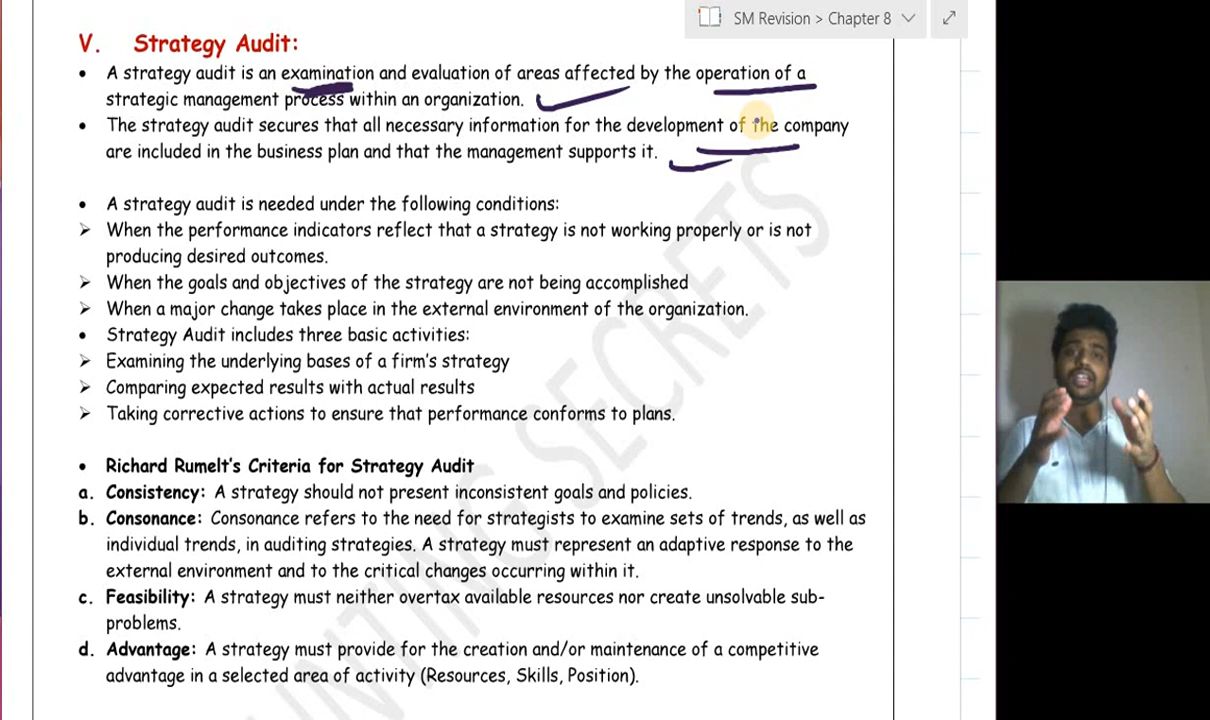 SM Revision > Chapter 8
V. Strategy Audit:
• A strategy audit is an examination and evaluation of areas affected by the operation of a
strategic management process within an organization.
• The strategy audit secures that all necessary information for the development of the company
are included in the business plan and that the management supports it.
• A strategy audit is needed under the following conditions:
➢ When the performance indicators reflect that a strategy is not working properly or is not
producing desired outcomes.
➢ When the goals and objectives of the strategy are not being accomplished
➢ When a major change takes place in the external environment of the organization.
• Strategy Audit includes three basic activities:
➢ Examining the underlying bases of a firm's strategy
➢ Comparing expected results with actual results
➢ Taking corrective actions to ensure that performance conforms to plans.
• Richard Rumelt's Criteria for Strategy Audit
a. Consistency: A strategy should not present inconsistent goals and policies.
b. Consonance: Consonance refers to the need for strategists to examine sets of trends, as well as
individual trends, in auditing strategies. A strategy must represent an adaptive response to the
external environment and to the critical changes occurring within it.
c. Feasibility: A strategy must neither overtax available resources nor create unsolvable sub-
problems.
d. Advantage: A strategy must provide for the creation and/or maintenance of a competitive
advantage in a selected area of activity (Resources, Skills, Position).
UNTING SECRETS